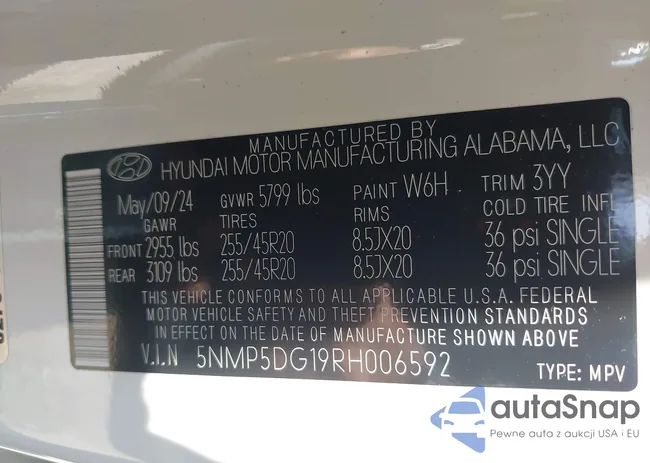 MANUFACTURED BY
HYUNDAI MOTOR MANUFACTURING ALABAMA, LLC
May/09/24 GVWR 5799 lbs PAINT W6H TRIM 3YY
GAWR TIRES RIMS COLD TIRE INFL
FRONT 2955 lbs 255/45R20 8.5JX20 36 psi SINGLE
REAR 3109 lbs 255/45R20 8.5JX20 36 psi SINGLE
THIS VEHICLE CONFORMS TO ALL APPLICABLE U.S.A. FEDERAL
MOTOR VEHICLE SAFETY AND THEFT PREVENTION STANDARDS
IN EFFECT ON THE DATE OF MANUFACTURE SHOWN ABOVE
V.I.N 5NMP5DG19RH006592 TYPE: MPV
autaSnap
Pewne auta z aukcji USA i EU